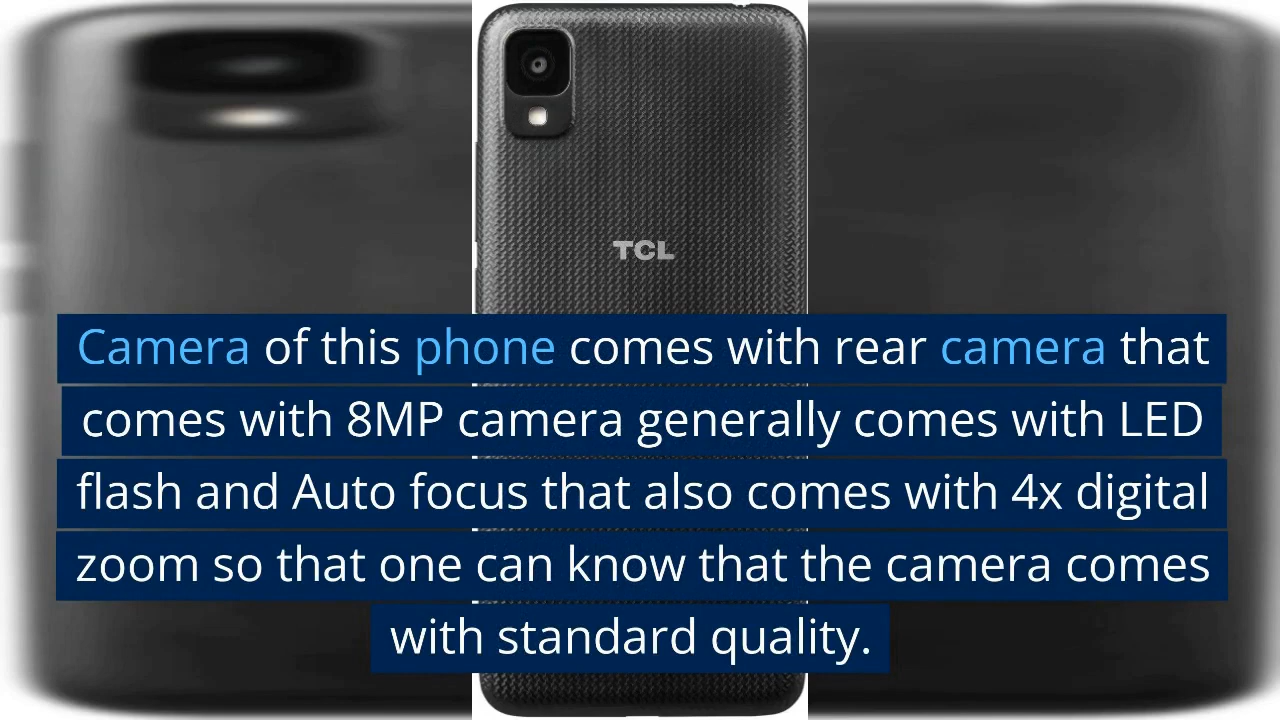 TCL
Camera of this phone comes with rear camera that
comes with 8MP camera generally comes with LED
flash and Auto focus that also comes with 4x digital
zoom so that one can know that the camera comes
with standard quality.